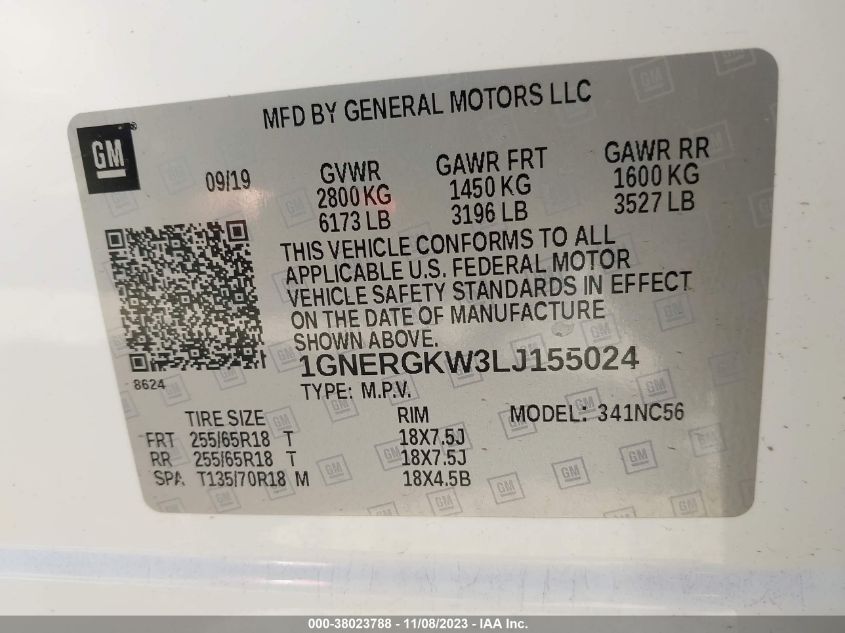 MFD BY GENERAL MOTORS LLC
GM
09/19
GVWR GAWR FRT GAWR RR
2800 KG 1450 KG 1600 KG
6173 LB 3196 LB 3527 LB
THIS VEHICLE CONFORMS TO ALL
APPLICABLE U.S. FEDERAL MOTOR
VEHICLE SAFETY STANDARDS IN EFFECT
ON THE DATE OF MANUFACTURE
SHOWN ABOVE.
1GNERGKW3LJ155024
8624
TYPE: M.P.V.
TIRE SIZE RIM MODEL: 341NC56
FRT 255/65R18 T 18X7.5J
RR 255/65R18 T 18X7.5J
SPA T135/70R18 M 18X4.5B
000-38023788 - 11/08/2023 - IAA Inc.